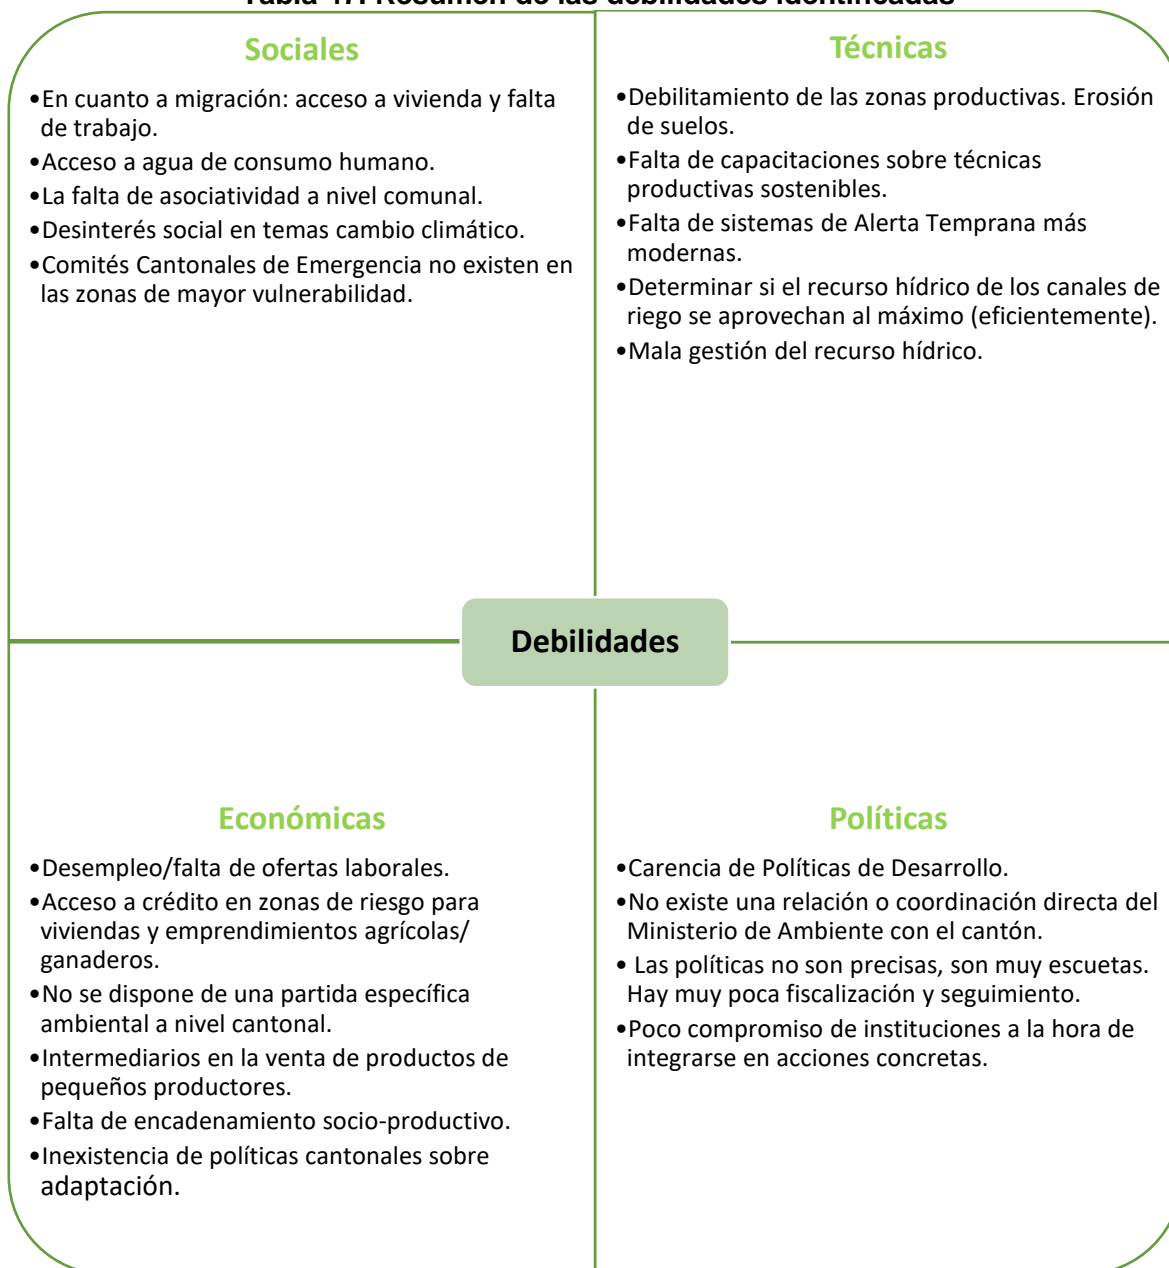 Tabla 47. Resumen de las debilidades identificadas
Sociales
•En cuanto a migración: acceso a vivienda y falta
de trabajo.
•Acceso a agua de consumo humano.
•La falta de asociatividad a nivel comunal.
•Desinterés social en temas cambio climático.
•Comités Cantonales de Emergencia no existen en
las zonas de mayor vulnerabilidad.
Técnicas
•Debilitamiento de las zonas productivas. Erosión
de suelos.
•Falta de capacitaciones sobre técnicas
productivas sostenibles.
•Falta de sistemas de Alerta Temprana más
modernas.
•Determinar si el recurso hídrico de los canales de
riego se aprovechan al máximo (eficientemente).
•Mala gestión del recurso hídrico.
Debilidades
Económicas
•Desempleo/falta de ofertas laborales.
•Acceso a crédito en zonas de riesgo para
viviendas y emprendimientos agrícolas/
ganaderos.
•No se dispone de una partida específica
ambiental a nivel cantonal.
•Intermediarios en la venta de productos de
pequeños productores.
•Falta de encadenamiento socio-productivo.
•Inexistencia de políticas cantonales sobre
adaptación.
Políticas
•Carencia de Políticas de Desarrollo.
•No existe una relación o coordinación directa del
Ministerio de Ambiente con el cantón.
• Las políticas no son precisas, son muy escuetas.
Hay muy poca fiscalización y seguimiento.
•Poco compromiso de instituciones a la hora de
integrarse en acciones concretas.